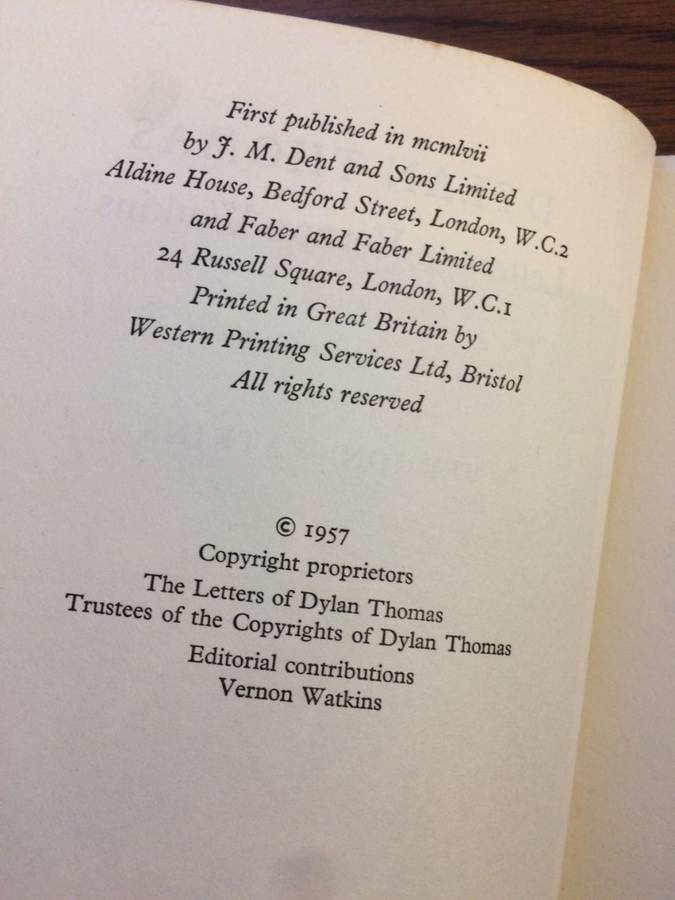 First published in mcmlvii
by J. M. Dent and Sons Limited
Aldine House, Bedford Street, London, W.C.2
and Faber and Faber Limited
24 Russell Square, London, W.C.1
Printed in Great Britain by
Western Printing Services Ltd, Bristol
All rights reserved
© 1957
Copyright proprietors
The Letters of Dylan Thomas
Trustees of the Copyrights of Dylan Thomas
Editorial contributions
Vernon Watkins